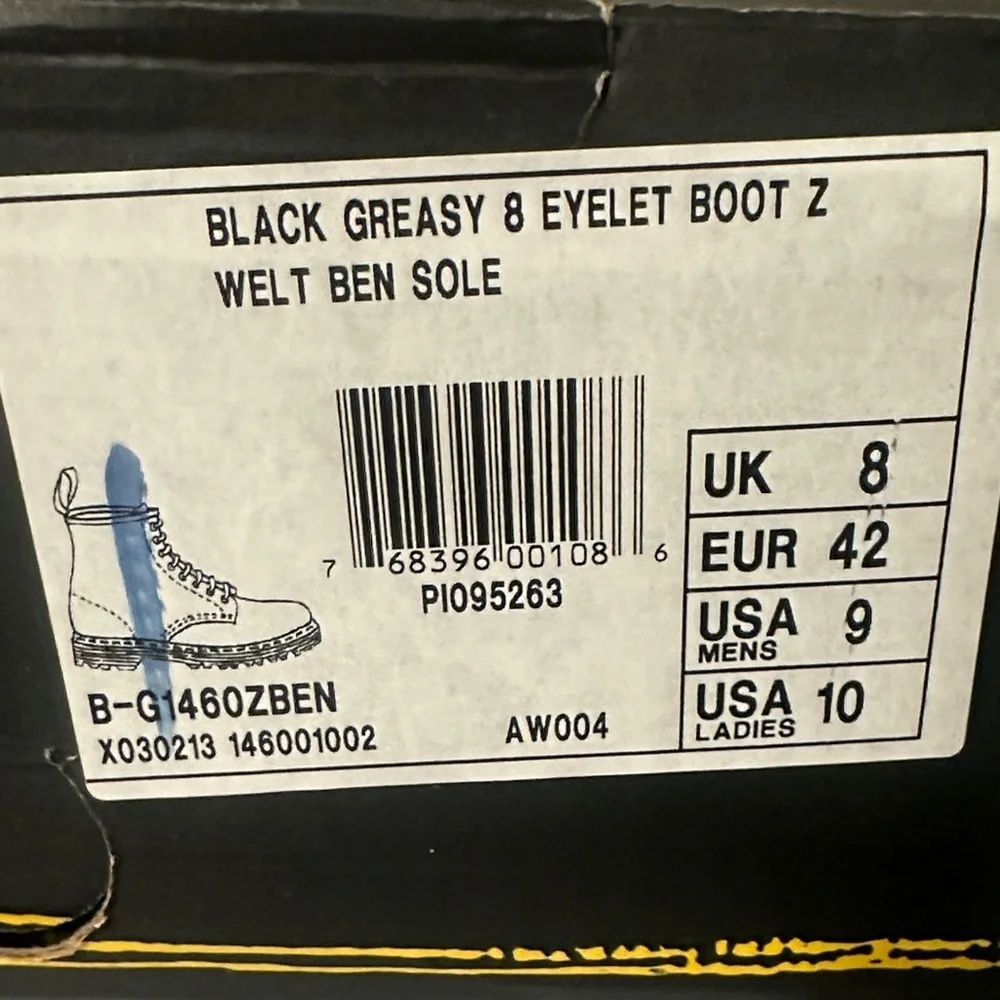 BLACK GREASY 8 EYELET BOOT Z
WELT BEN SOLE
7 68396 00108 6
PI095263
UK 8
EUR 42
USA 9
MENS
USA 10
LADIES
B-G1460ZBEN
X030213 146001002
AW004